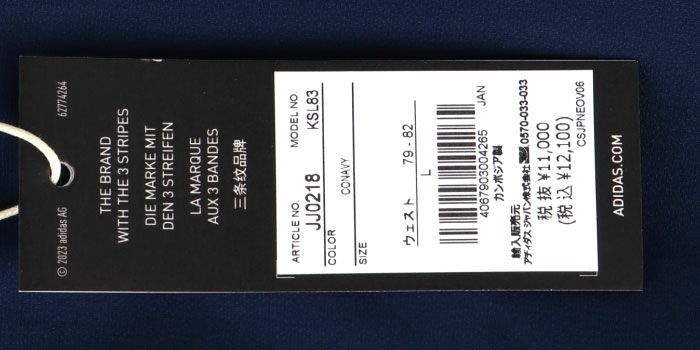 62774264
THE BRAND
WITH THE 3 STRIPES
DIE MARKE MIT
DEN 3 STREIFEN
LA MARQUE
AUX 3 BANDES
三条纹品牌
© 2023 adidas AG
ARTICLE NO. MODEL NO.
JJ0218 KSL83
COLOR
CONAVY
SIZE
ウェスト 79 - 82
L
4067903004265
JAN
カンボジア製
輸入販売元
アディダス ジャパン株式会社 0570-033-033
税 抜 ¥11,000
(税 込 ¥12,100)
CSJPNEOV06
ADIDAS.COM